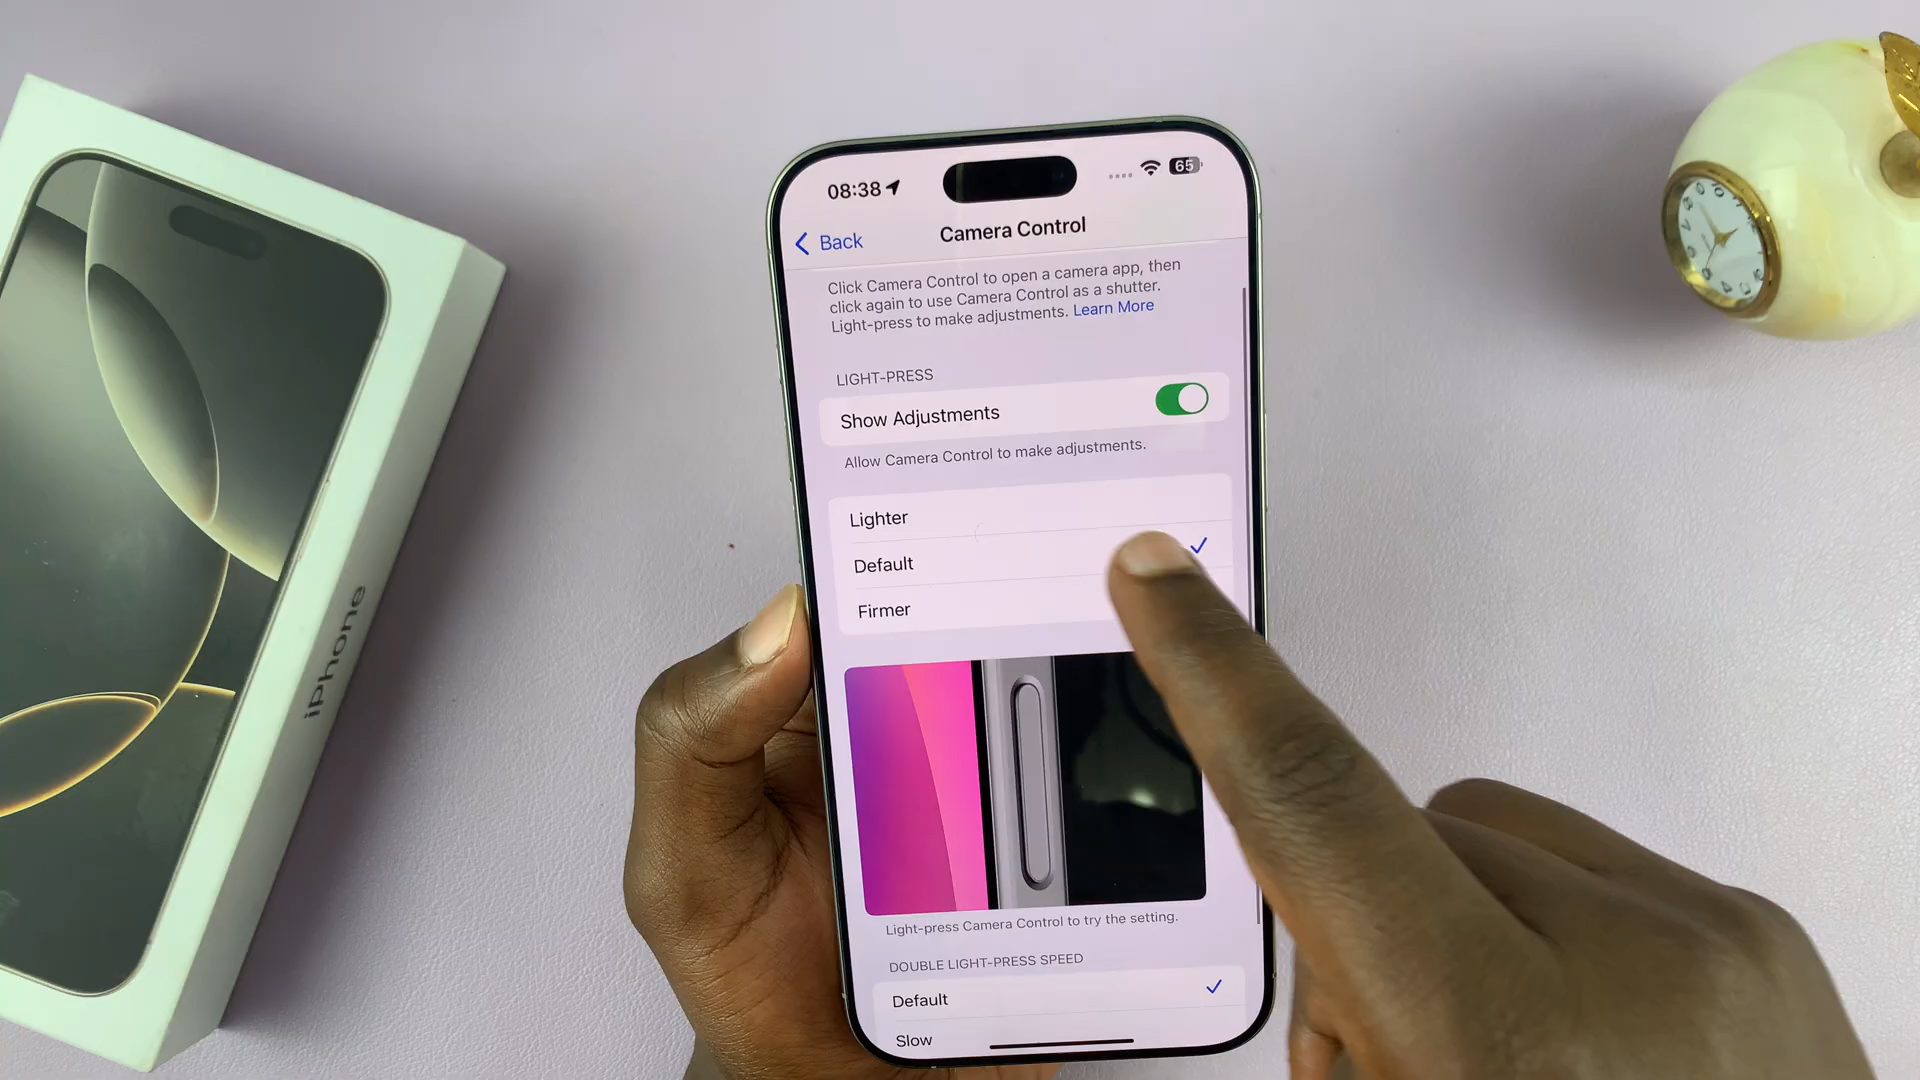 08:38
65
Back
Camera Control
Click Camera Control to open a camera app, then
click again to use Camera Control as a shutter.
Light-press to make adjustments. Learn More
LIGHT-PRESS
Show Adjustments
Allow Camera Control to make adjustments.
Lighter
Default
Firmer
Light-press Camera Control to try the setting.
DOUBLE LIGHT-PRESS SPEED
Default
Slow
iPhone